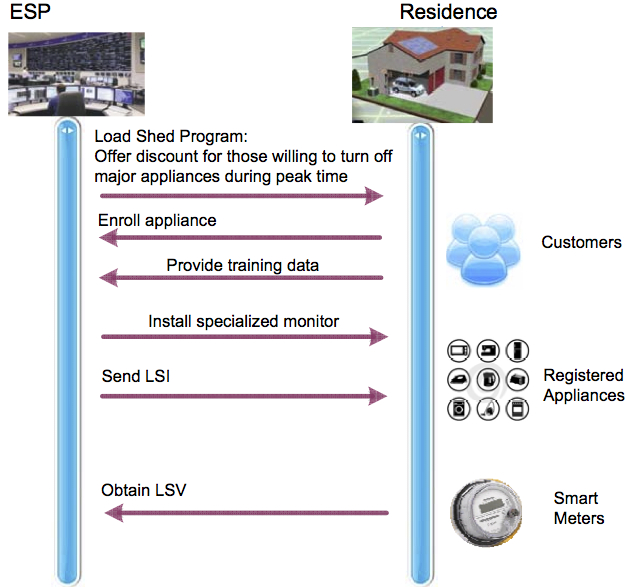 ESP
Residence
Load Shed Program:
Offer discount for those willing to turn off
major appliances during peak time
Enroll appliance
Provide training data
Customers
Install specialized monitor
Send LSI
Registered
Appliances
Obtain LSV
Smart
Meters